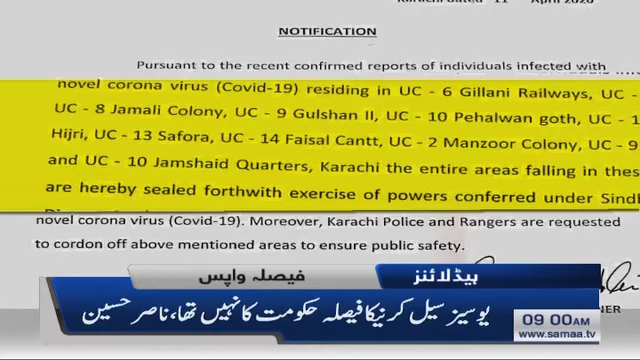 Karachi dated 11 April 2020
NOTIFICATION
Pursuant to the recent confirmed reports of individuals infected with
novel corona virus (Covid-19) residing in UC - 6 Gillani Railways, UC -
UC - 8 Jamali Colony, UC - 9 Gulshan II, UC - 10 Pehalwan goth, UC - 1
Hijri, UC - 13 Safora, UC - 14 Faisal Cantt, UC - 2 Manzoor Colony, UC - 9
and UC - 10 Jamshaid Quarters, Karachi the entire areas falling in these
are hereby sealed forthwith exercise of powers conferred under Sindh
novel corona virus (Covid-19). Moreover, Karachi Police and Rangers are requested
to cordon off above mentioned areas to ensure public safety.
NER
ہیڈلائنز
فیصلہ واپس
یوسیز سیل کرنیکا فیصلہ حکومت کا نہیں تھا، ناصر حسین
09:00AM
www.samaa.tv